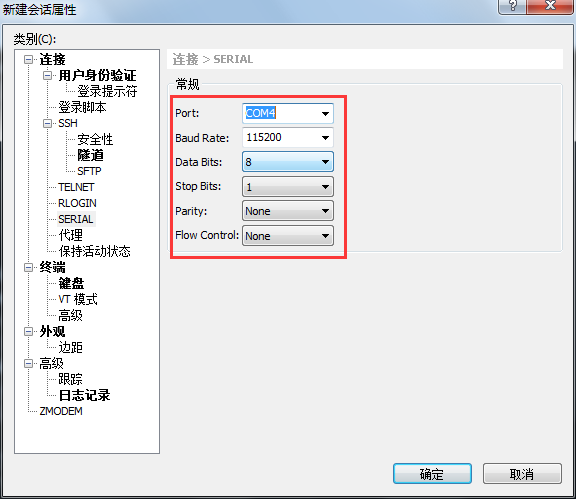 新建会话属性
类别(C):
连接
用户身份验证
登录提示符
登录脚本
SSH
安全性
隧道
SFTP
TELNET
RLOGIN
SERIAL
代理
保持活动状态
终端
键盘
VT 模式
高级
外观
边距
高级
跟踪
日志记录
ZMODEM
连接 > SERIAL
常规
Port: COM4
Baud Rate: 115200
Data Bits: 8
Stop Bits: 1
Parity: None
Flow Control: None
确定 取消